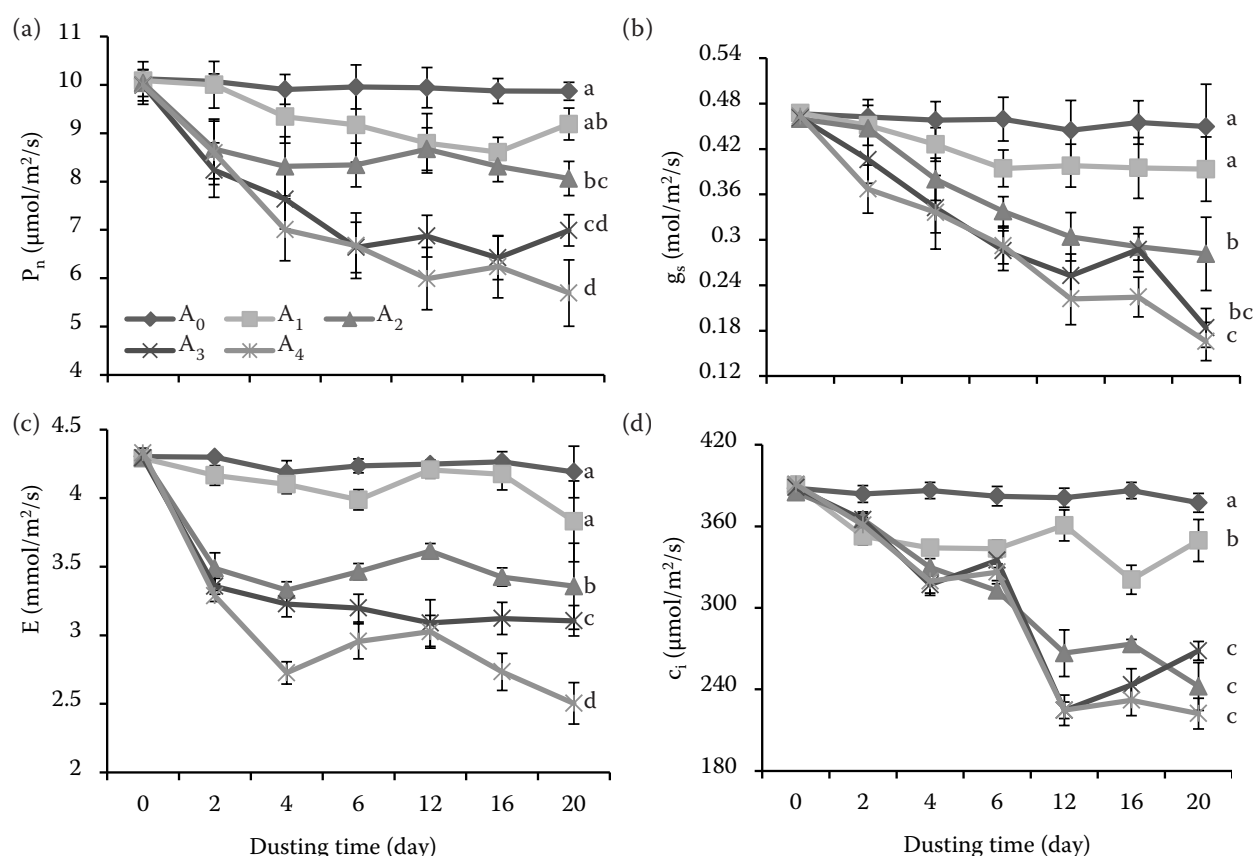 (a)
11
10
9
8
7
6
5
4
Pₙ (μmol/m²/s)
a
ab
bc
cd
d
A₀ A₁ A₂
A₃ A₄
(b)
0.54
0.48
0.42
0.36
0.3
0.24
0.18
0.12
gₛ (mol/m²/s)
a
a
b
bc
c
(c)
4.5
4
3.5
3
2.5
2
E (mmol/m²/s)
a
a
b
c
d
0 2 4 6 12 16 20
Dusting time (day)
(d)
420
360
300
240
180
cᵢ (μmol/m²/s)
a
b
c
c
c
0 2 4 6 12 16 20
Dusting time (day)